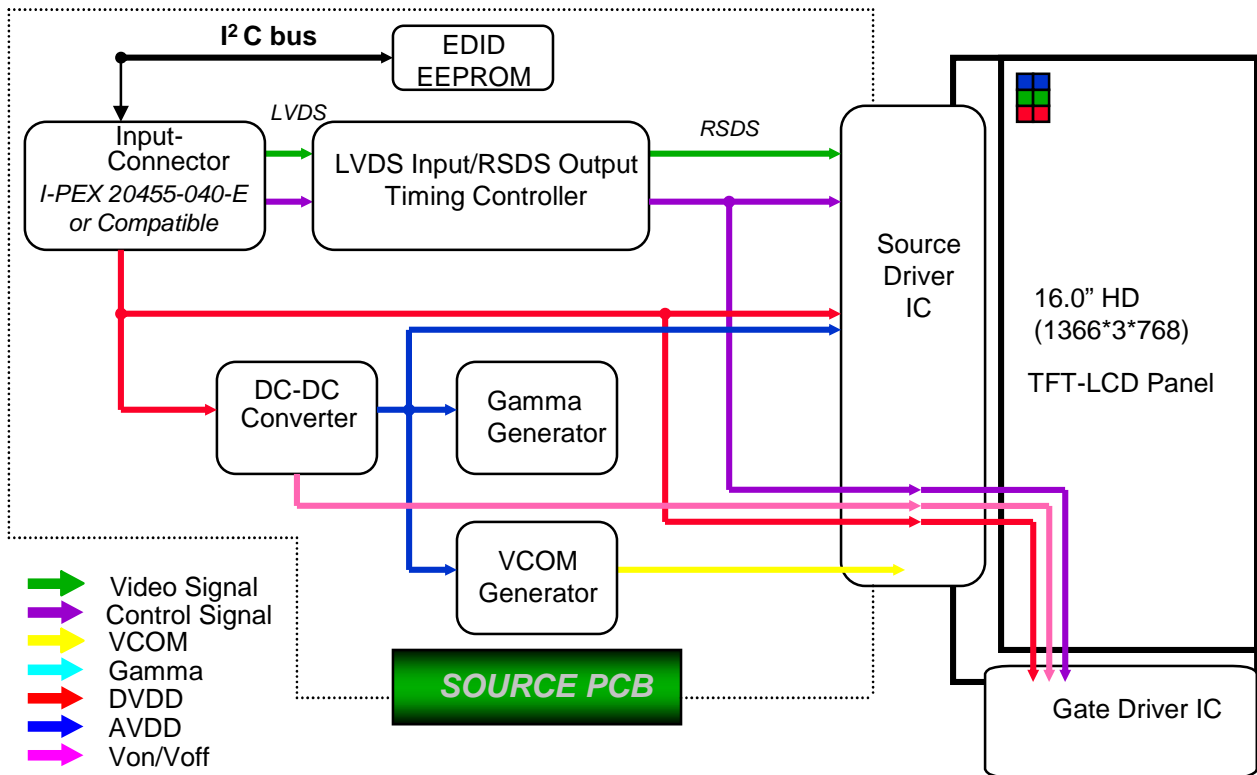 I² C bus
EDID
EEPROM
LVDS
RSDS
Input-
Connector
I-PEX 20455-040-E
or Compatible
LVDS Input/RSDS Output
Timing Controller
Source
Driver
IC
16.0” HD
(1366*3*768)
TFT-LCD Panel
DC-DC
Converter
Gamma
Generator
VCOM
Generator
Video Signal
Control Signal
VCOM
Gamma
DVDD
AVDD
Von/Voff
SOURCE PCB
Gate Driver IC